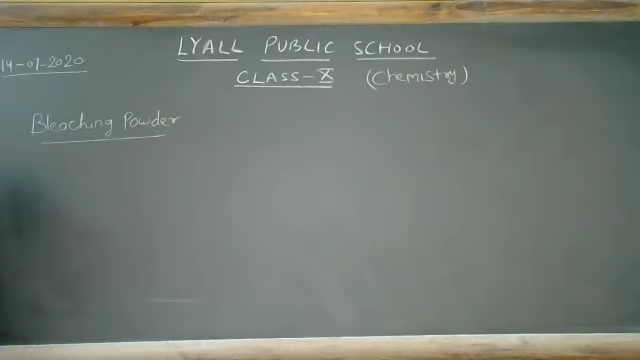 LYALL PUBLIC SCHOOL
14-07-2020
CLASS-X (Chemistry)
Bleaching Powder